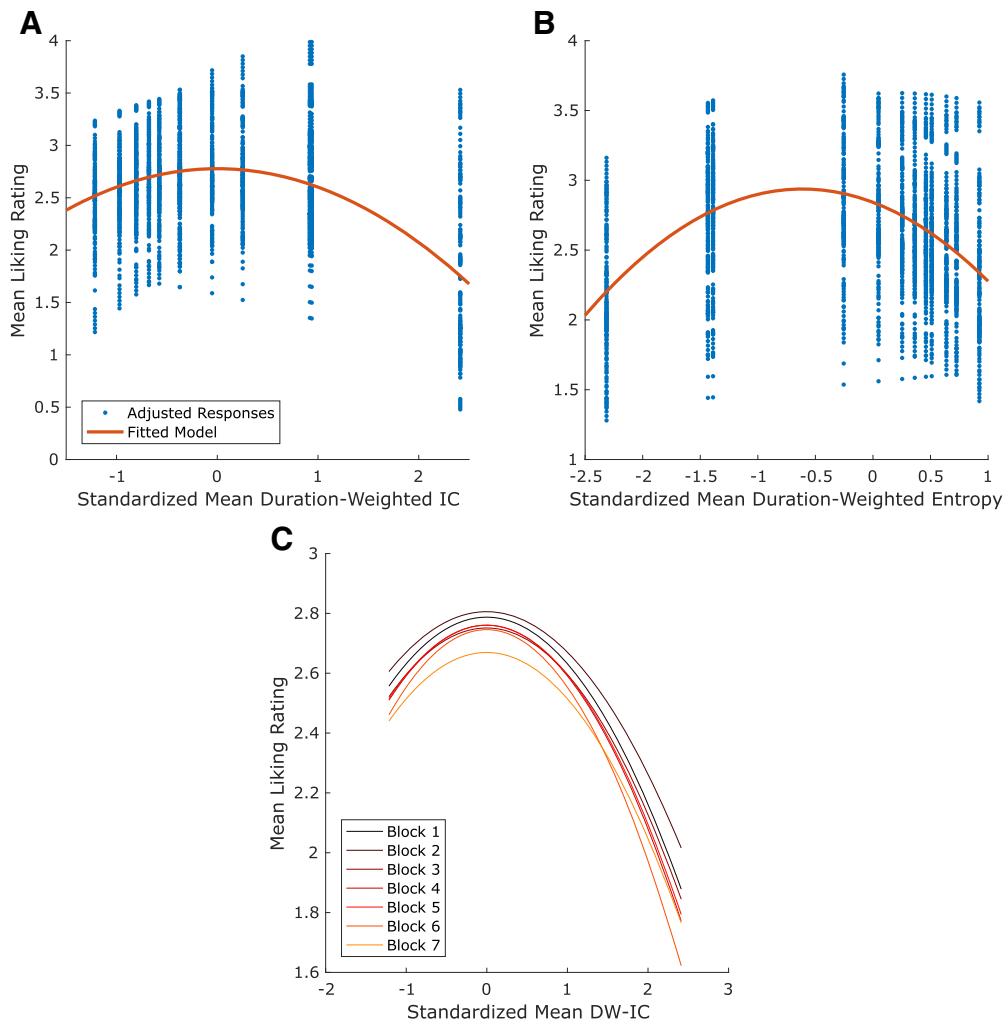 A
4
3.5
3
2.5
2
1.5
1
0.5
0
Mean Liking Rating
Adjusted Responses
Fitted Model
-1
0
1
2
Standardized Mean Duration-Weighted IC
B
4
3.5
3
2.5
2
1.5
1
Mean Liking Rating
-2.5
-2
-1.5
-1
-0.5
0
0.5
1
Standardized Mean Duration-Weighted Entropy
C
3
2.8
2.6
2.4
2.2
2
1.8
1.6
Mean Liking Rating
Block 1
Block 2
Block 3
Block 4
Block 5
Block 6
Block 7
-2
-1
0
1
2
3
Standardized Mean DW-IC